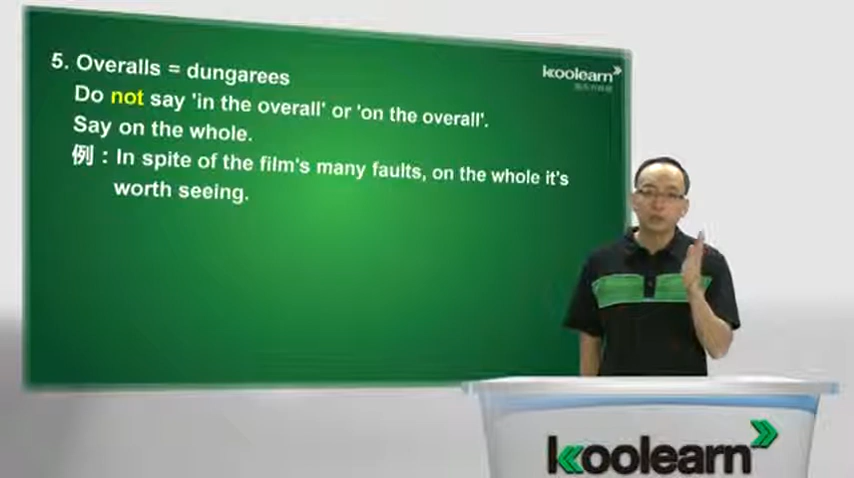 5. Overalls = dungarees
Do not say 'in the overall' or 'on the overall'.
Say on the whole.
例：In spite of the film's many faults, on the whole it's
worth seeing.
koolearn
koolearn